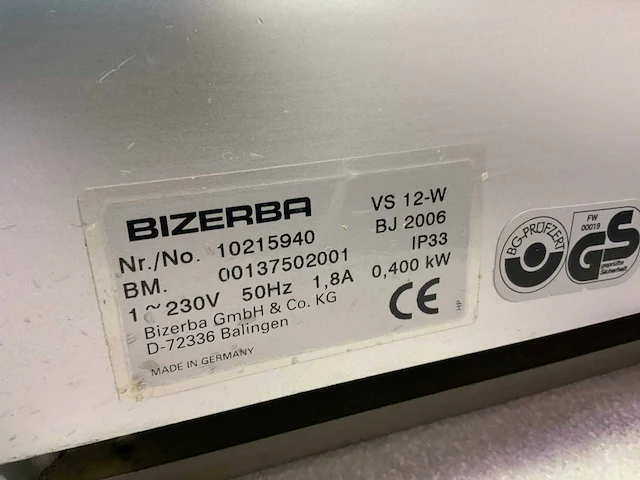 BIZERBA
VS 12-W
Nr./No. 10215940
BJ 2006
BM. 00137502001
IP33
1~230V 50Hz 1,8A 0,400 kW
Bizerba GmbH & Co. KG
D-72336 Balingen
CE
MADE IN GERMANY
HP
BG-PRÜFZERT
FW
00019
GS
geprüfte
Sicherheit